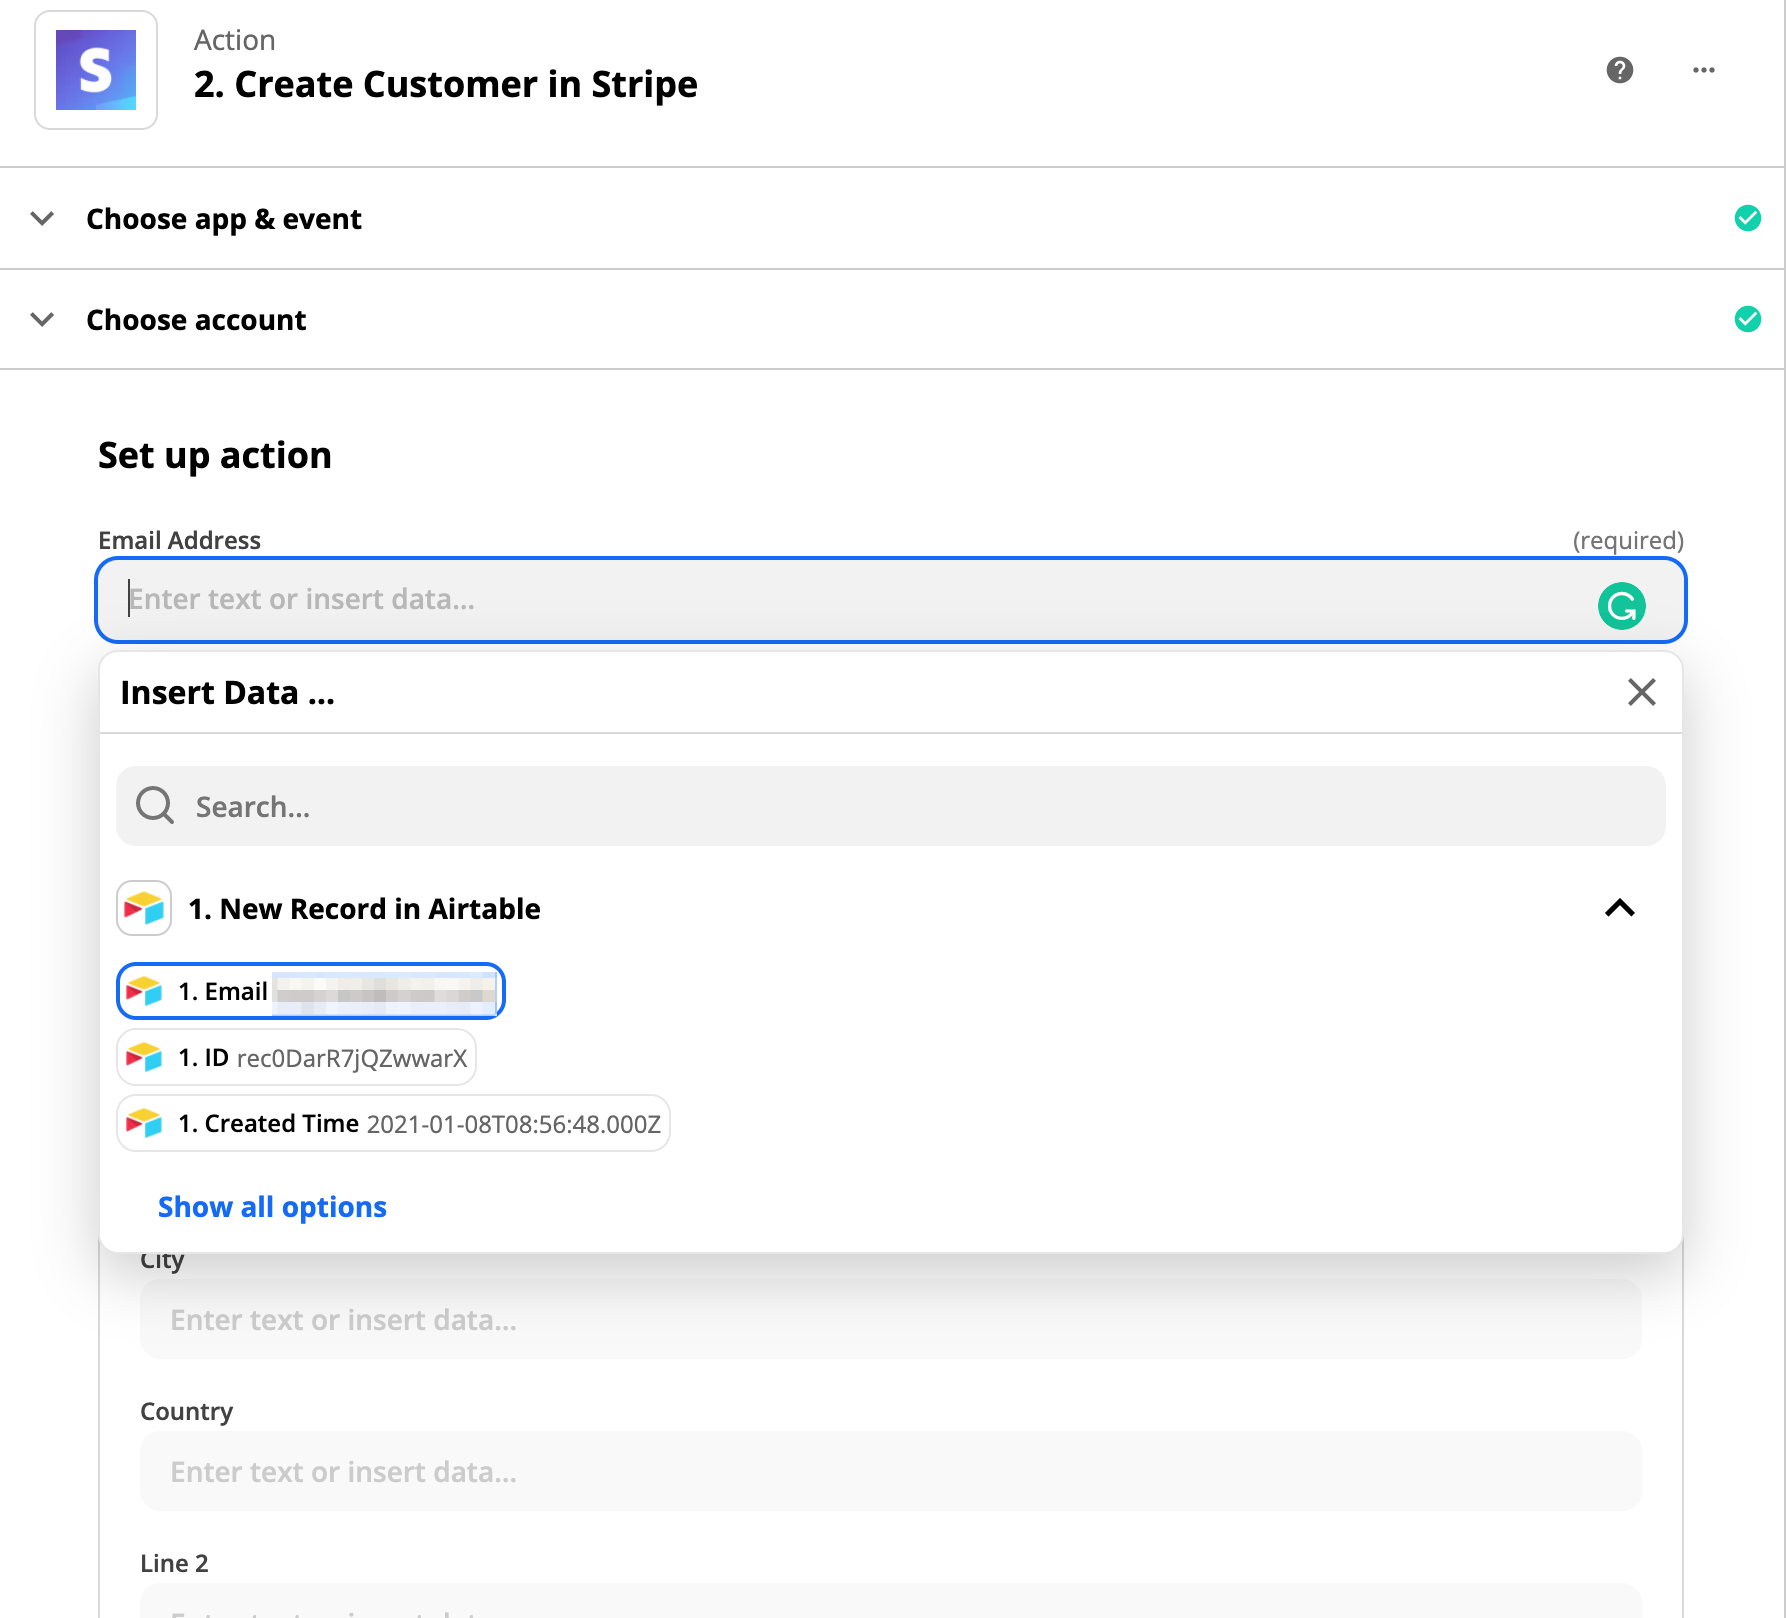 S
Action
2. Create Customer in Stripe
Choose app & event
Choose account
Set up action
Email Address
(required)
Enter text or insert data...
Insert Data ...
Search...
1. New Record in Airtable
1. Email
1. ID rec0DarR7jQZwwarX
1. Created Time 2021-01-08T08:56:48.000Z
Show all options
City
Enter text or insert data...
Country
Enter text or insert data...
Line 2